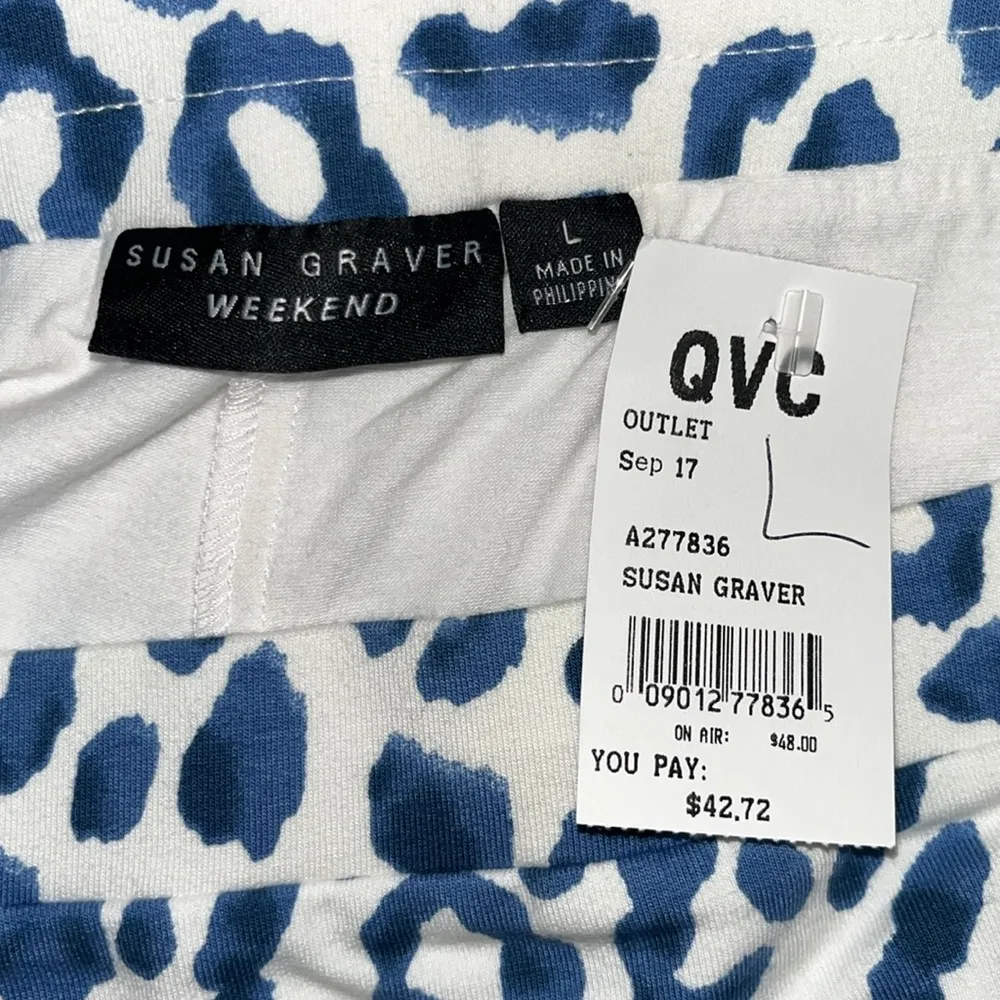 SUSAN GRAVER
WEEKEND
L
MADE IN
QVC
OUTLET
Sep 17
L
A277836
SUSAN GRAVER
0 09012 77836 5
ON AIR: $48.00
YOU PAY:
$42.72